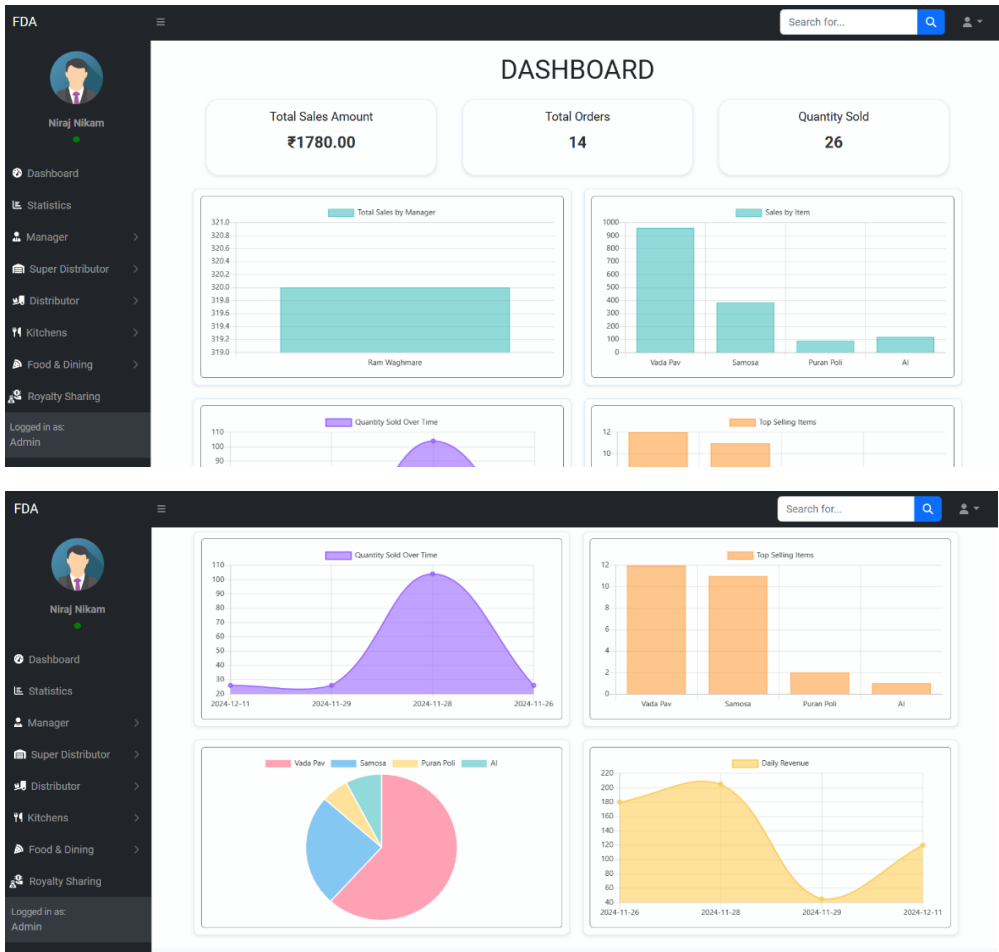 FDA
Search for...
Niraj Nikam
Dashboard
Statistics
Manager
Super Distributor
Distributor
Kitchens
Food & Dining
Royalty Sharing
Logged in as:
Admin
DASHBOARD
Total Sales Amount
₹1780.00
Total Orders
14
Quantity Sold
26
Total Sales by Manager
321.0
320.8
320.6
320.4
320.2
320.0
319.8
319.6
319.4
319.2
319.0
Ram Waghmare
Sales by Item
1000
900
800
700
600
500
400
300
200
100
0
Vada Pav Samosa Puran Poli Al
Quantity Sold Over Time
110
100
90
Top Selling Items
12
10
FDA
Search for...
Niraj Nikam
Dashboard
Statistics
Manager
Super Distributor
Distributor
Kitchens
Food & Dining
Royalty Sharing
Logged in as:
Admin
Quantity Sold Over Time
110
100
90
80
70
60
50
40
30
20
2024-12-11 2024-11-29 2024-11-28 2024-11-26
Top Selling Items
12
10
8
6
4
2
0
Vada Pav Samosa Puran Poli Al
Vada Pav Samosa Puran Poli Al
Daily Revenue
220
200
180
160
140
120
100
80
60
40
2024-11-26 2024-11-28 2024-11-29 2024-12-11